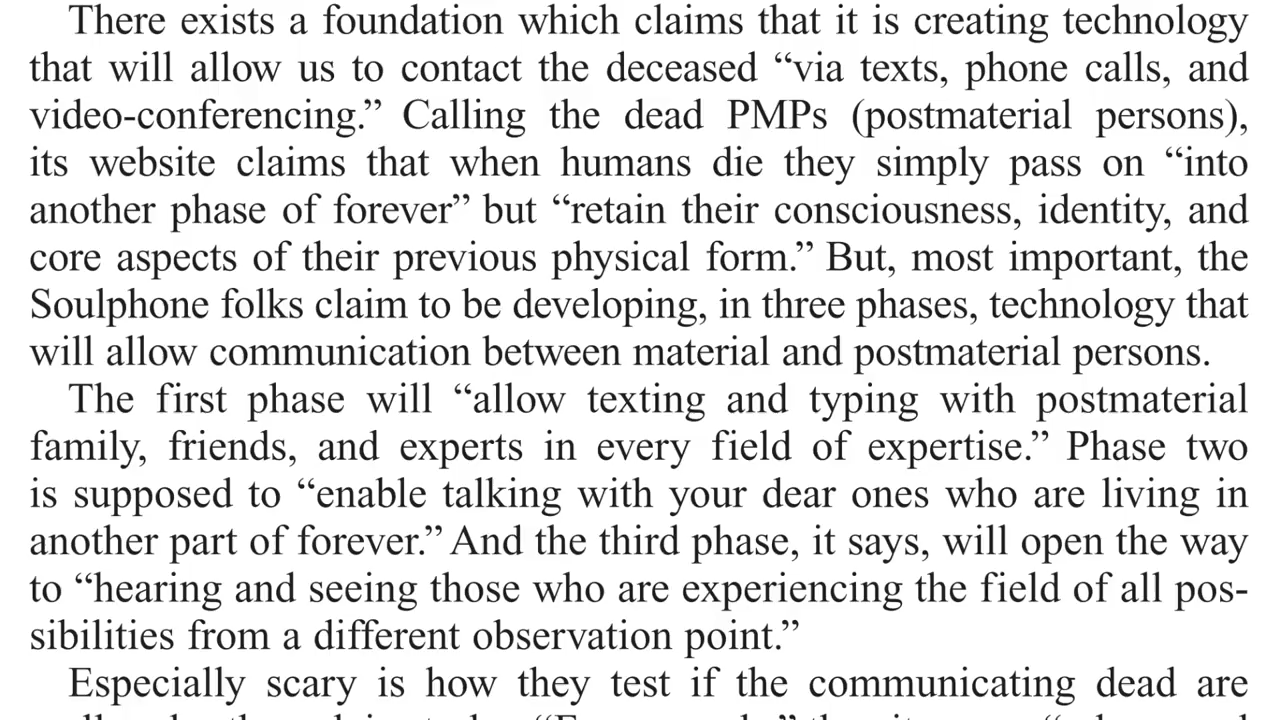 There exists a foundation which claims that it is creating technology
that will allow us to contact the deceased “via texts, phone calls, and
video-conferencing.” Calling the dead PMPs (postmaterial persons),
its website claims that when humans die they simply pass on “into
another phase of forever” but “retain their consciousness, identity, and
core aspects of their previous physical form.” But, most important, the
Soulphone folks claim to be developing, in three phases, technology that
will allow communication between material and postmaterial persons.
The first phase will “allow texting and typing with postmaterial
family, friends, and experts in every field of expertise.” Phase two
is supposed to “enable talking with your dear ones who are living in
another part of forever.” And the third phase, it says, will open the way
to “hearing and seeing those who are experiencing the field of all pos-
sibilities from a different observation point.”
Especially scary is how they test if the communicating dead are